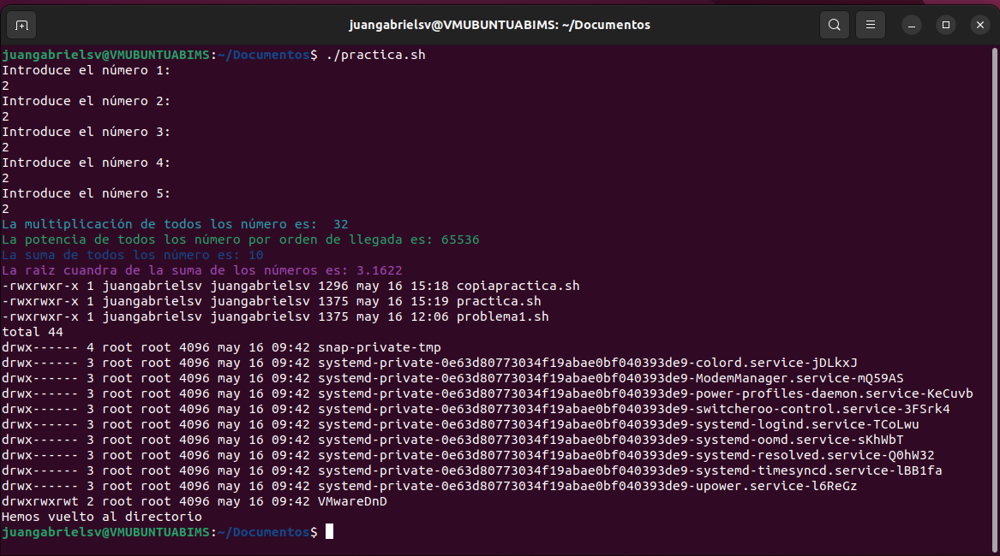 juangabrielsv@VMUBUNTUABIMS: ~/Documentos
juangabrielsv@VMUBUNTUABIMS:~/Documentos$ ./practica.sh
Introduce el número 1:
2
Introduce el número 2:
2
Introduce el número 3:
2
Introduce el número 4:
2
Introduce el número 5:
2
La multiplicación de todos los número es:  32
La potencia de todos los número por orden de llegada es: 65536
La suma de todos los número es: 10
La raiz cuandra de la suma de los números es: 3.1622
-rwxrwxr-x 1 juangabrielsv juangabrielsv 1296 may 16 15:18 copiapractica.sh
-rwxrwxr-x 1 juangabrielsv juangabrielsv 1375 may 16 15:19 practica.sh
-rwxrwxr-x 1 juangabrielsv juangabrielsv 1375 may 16 12:06 problema1.sh
total 44
drwx------ 4 root root 4096 may 16 09:42 snap-private-tmp
drwx------ 3 root root 4096 may 16 09:42 systemd-private-0e63d80773034f19abae0bf040393de9-colord.service-jDLkxJ
drwx------ 3 root root 4096 may 16 09:42 systemd-private-0e63d80773034f19abae0bf040393de9-ModemManager.service-mQ59AS
drwx------ 3 root root 4096 may 16 09:42 systemd-private-0e63d80773034f19abae0bf040393de9-power-profiles-daemon.service-KeCuvb
drwx------ 3 root root 4096 may 16 09:42 systemd-private-0e63d80773034f19abae0bf040393de9-switcheroo-control.service-3FSrk4
drwx------ 3 root root 4096 may 16 09:42 systemd-private-0e63d80773034f19abae0bf040393de9-systemd-logind.service-TCoLwu
drwx------ 3 root root 4096 may 16 09:42 systemd-private-0e63d80773034f19abae0bf040393de9-systemd-oomd.service-sKhWbT
drwx------ 3 root root 4096 may 16 09:42 systemd-private-0e63d80773034f19abae0bf040393de9-systemd-resolved.service-Q0hW32
drwx------ 3 root root 4096 may 16 09:42 systemd-private-0e63d80773034f19abae0bf040393de9-systemd-timesyncd.service-lBB1fa
drwx------ 3 root root 4096 may 16 09:42 systemd-private-0e63d80773034f19abae0bf040393de9-upower.service-l6ReGz
drwxrwxrwt 2 root root 4096 may 16 09:42 VMwareDnD
Hemos vuelto al directorio
juangabrielsv@VMUBUNTUABIMS:~/Documentos$